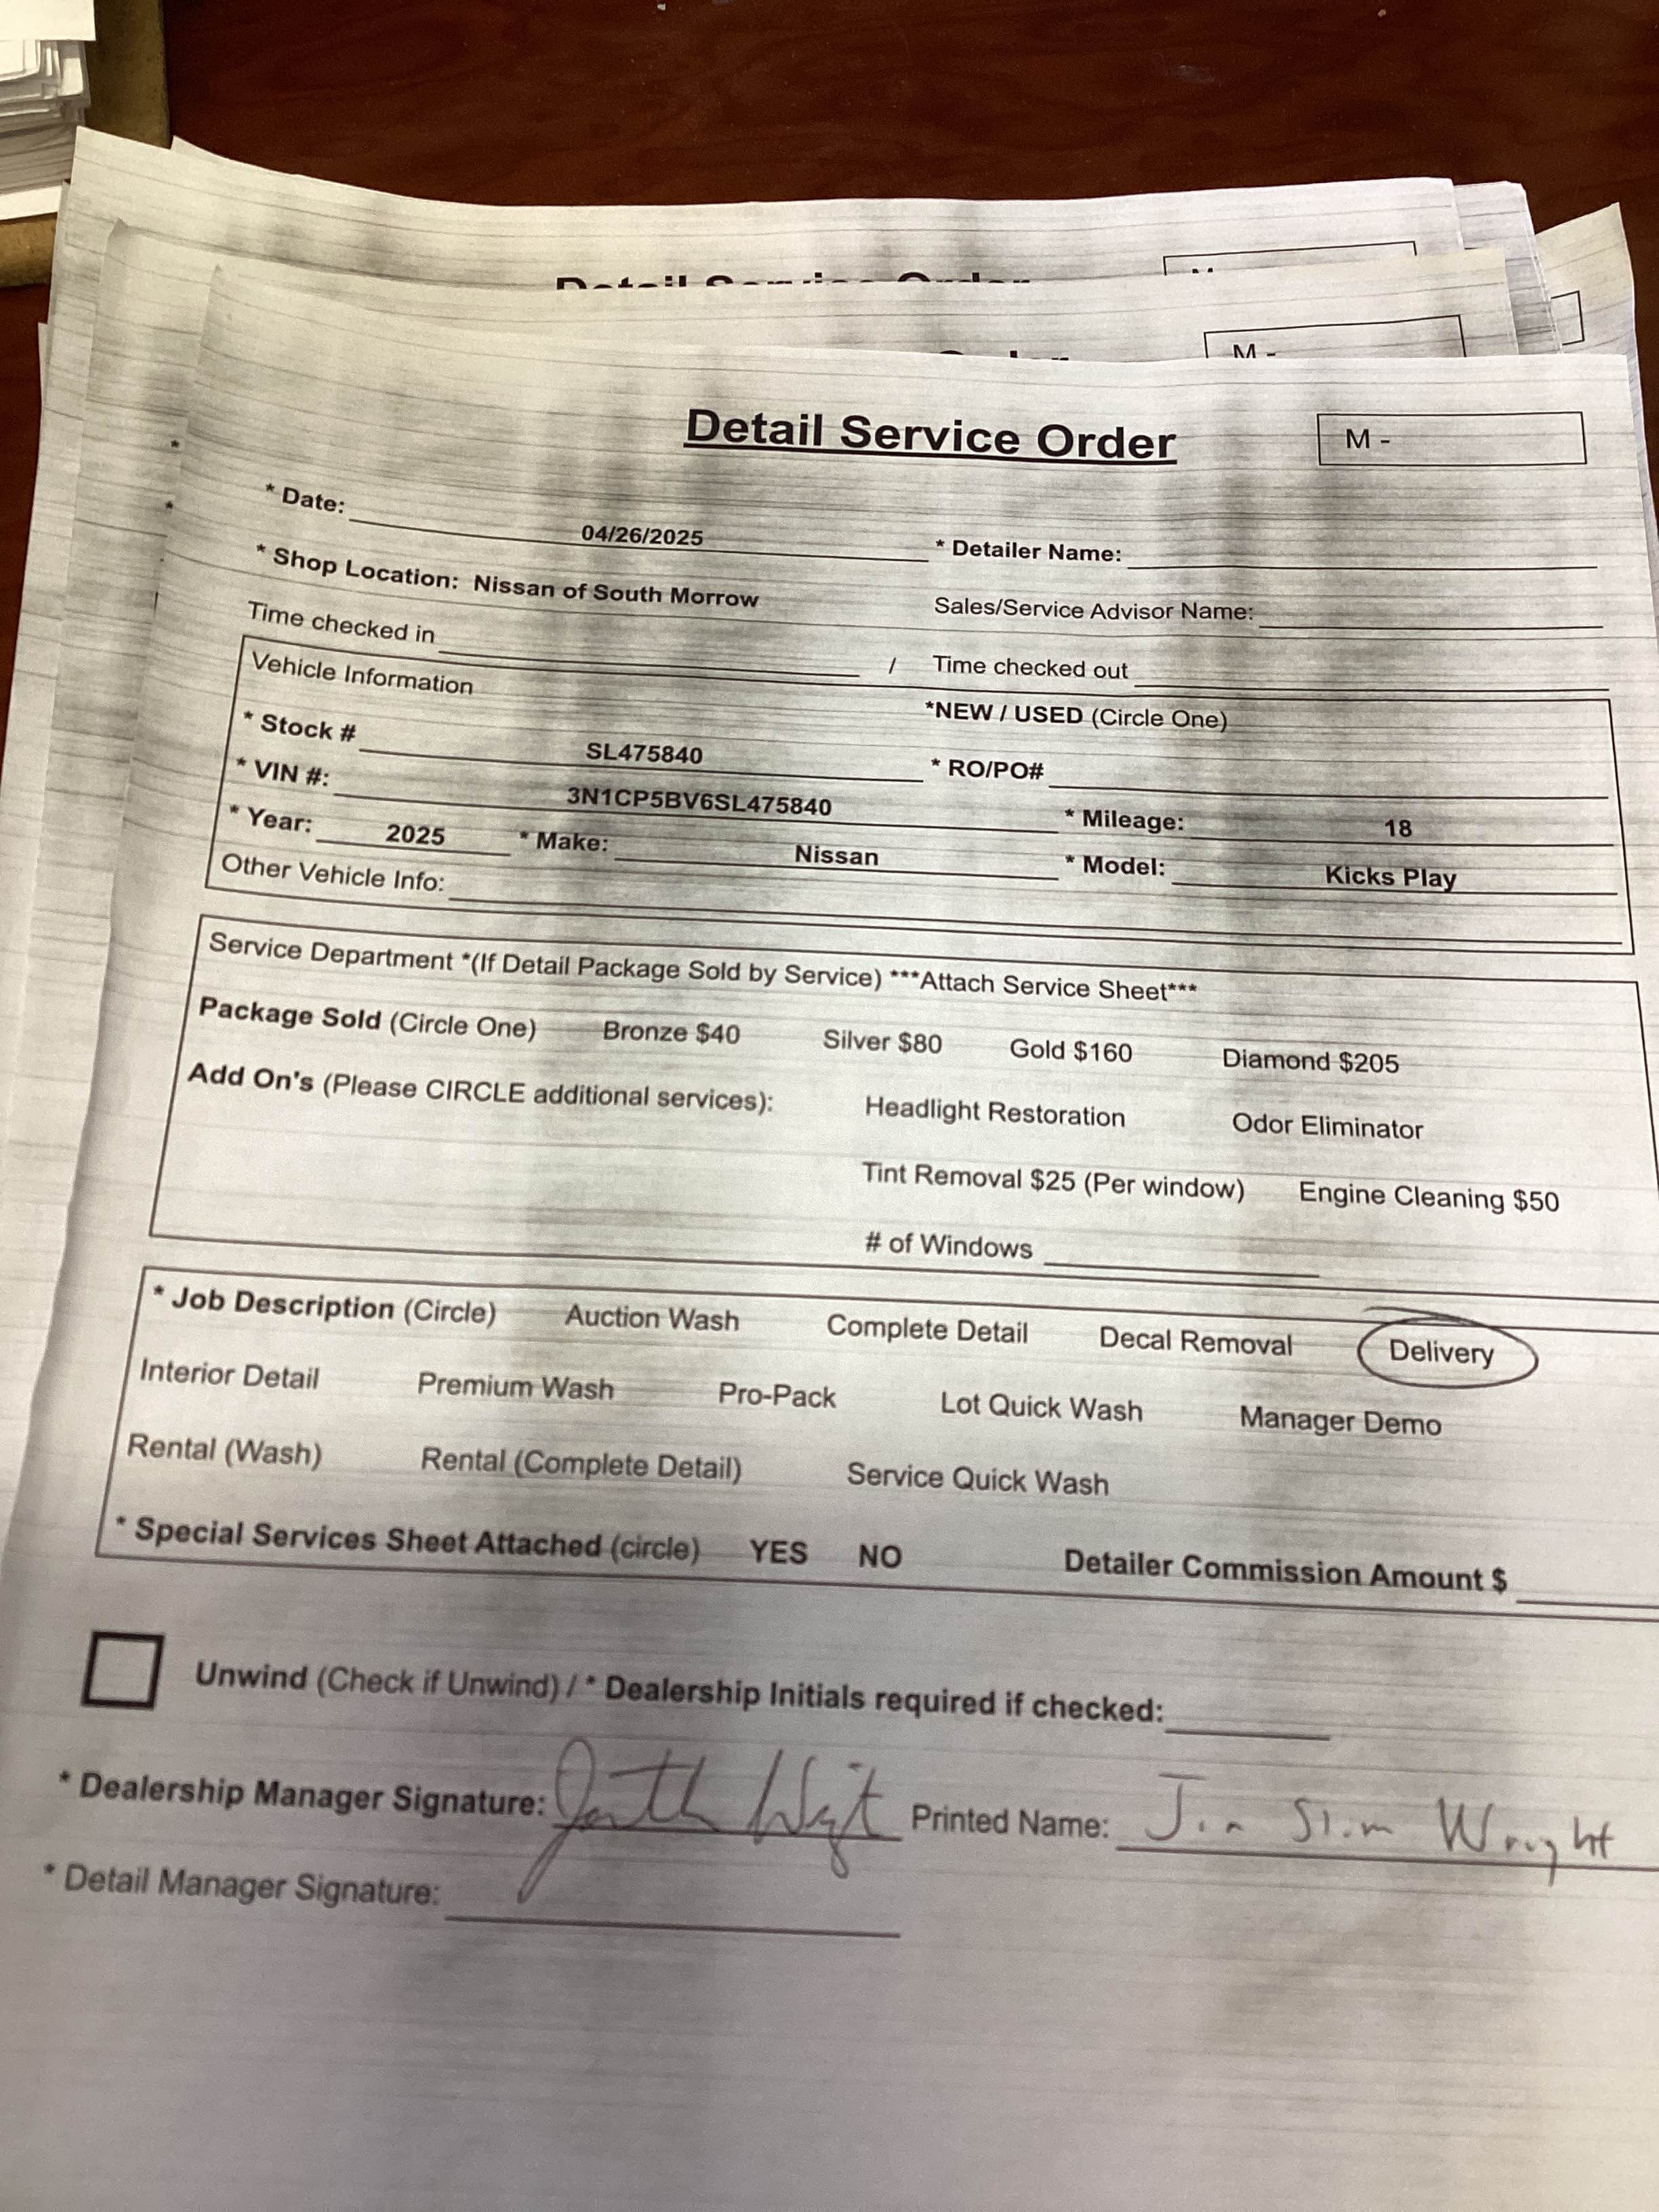 M -
Detail Service Order
M -
* Date: 04/26/2025
* Detailer Name:
* Shop Location: Nissan of South Morrow
Sales/Service Advisor Name:
Time checked in / Time checked out
Vehicle Information
*NEW / USED (Circle One)
* Stock # SL475840
* RO/PO#
* VIN #: 3N1CP5BV6SL475840
* Mileage: 18
* Year: 2025 * Make: Nissan * Model: Kicks Play
Other Vehicle Info:
Service Department *(If Detail Package Sold by Service) ***Attach Service Sheet***
Package Sold (Circle One) Bronze $40 Silver $80 Gold $160 Diamond $205
Add On's (Please CIRCLE additional services): Headlight Restoration Odor Eliminator
Tint Removal $25 (Per window) Engine Cleaning $50
# of Windows
* Job Description (Circle) Auction Wash Complete Detail Decal Removal Delivery
Interior Detail Premium Wash Pro-Pack Lot Quick Wash Manager Demo
Rental (Wash) Rental (Complete Detail) Service Quick Wash
* Special Services Sheet Attached (circle) YES NO Detailer Commission Amount $
Unwind (Check if Unwind) / * Dealership Initials required if checked:
* Dealership Manager Signature: Printed Name: Slim Wright
* Detail Manager Signature: